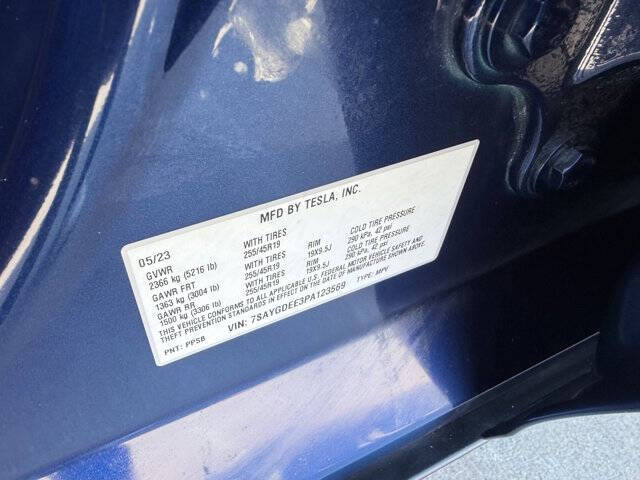 MFD BY TESLA, INC.
05/23
GVWR WITH TIRES RIM COLD TIRE PRESSURE
2366 kg (5216 lb) 255/45R19 19X9.5J 290 kPa, 42 psi
GAWR FRT WITH TIRES RIM COLD TIRE PRESSURE
1363 kg (3004 lb) 255/45R19 19X9.5J 290 kPa, 42 psi
GAWR RR WITH TIRES
1500 kg (3306 lb) 255/45R19
THIS VEHICLE CONFORMS TO ALL APPLICABLE U.S. FEDERAL MOTOR VEHICLE SAFETY AND
THEFT PREVENTION STANDARDS IN EFFECT ON THE DATE OF MANUFACTURE SHOWN ABOVE.
VIN: 7SAYGDEE3PA123569 TYPE: MPV
PNT: PPSB